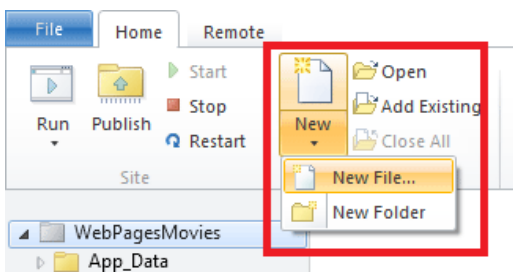 File Home Remote
Start
Stop
Restart
Run Publish
Site
New
Open
Add Existing
Close All
New File...
New Folder
WebPagesMovies
App_Data